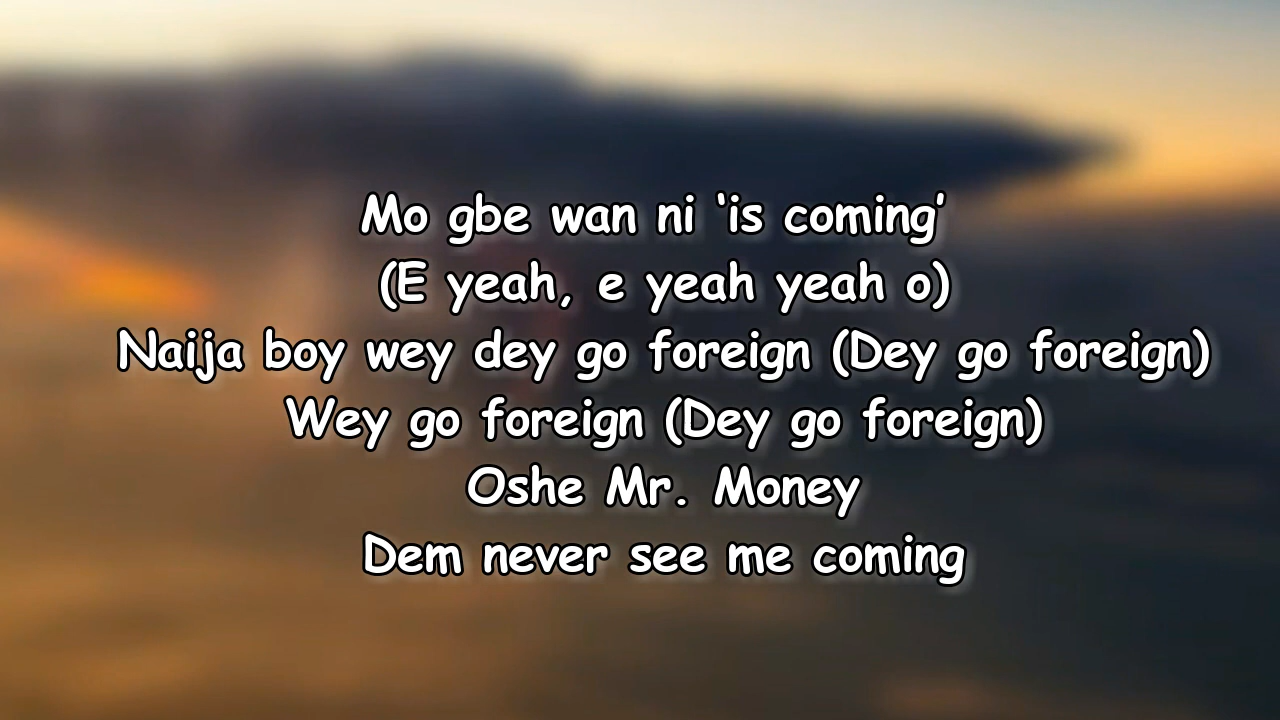 Mo gbe wan ni ‘is coming’
(E yeah, e yeah yeah o)
Naija boy wey dey go foreign (Dey go foreign)
Wey go foreign (Dey go foreign)
Oshe Mr. Money
Dem never see me coming